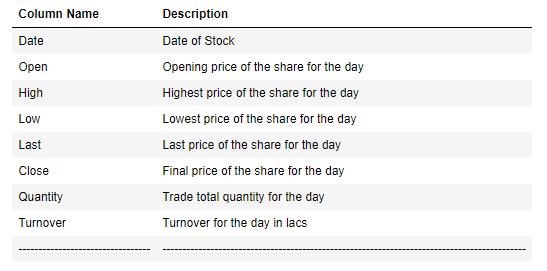 Column Name Description
Date Date of Stock
Open Opening price of the share for the day
High Highest price of the share for the day
Low Lowest price of the share for the day
Last Last price of the share for the day
Close Final price of the share for the day
Quantity Trade total quantity for the day
Turnover Turnover for the day in lacs
--------------------------------- -------------------------------------------------------------------------------------------